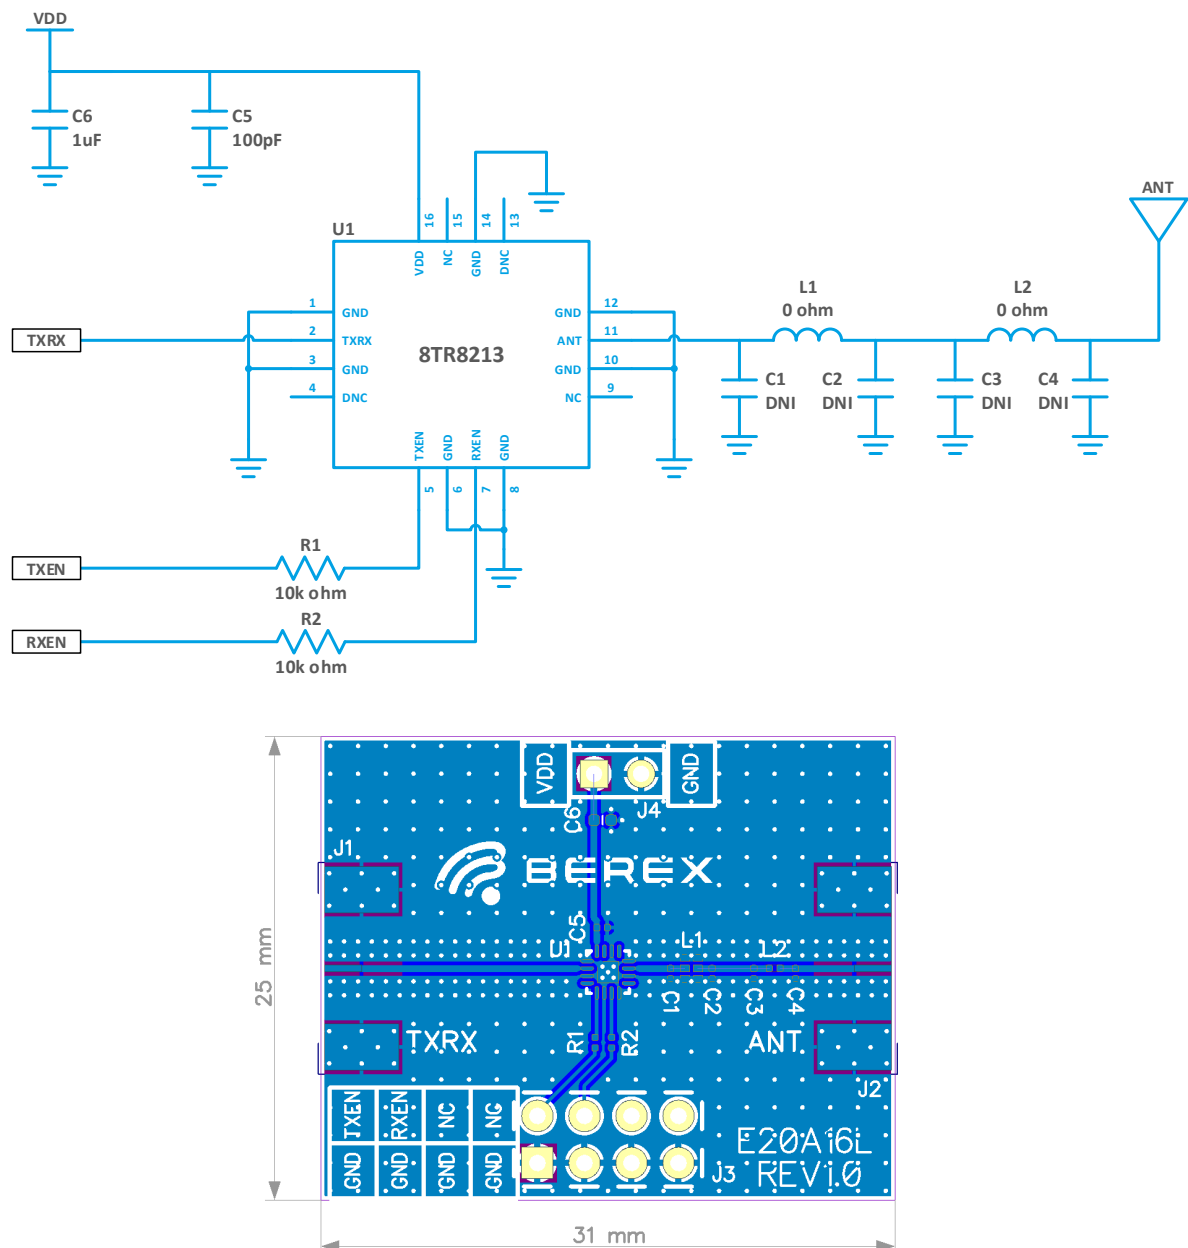 VDD
C6
1uF
C5
100pF
U1
16
15
14
13
VDD
NC
GND
DNC
1
GND
2
TXRX
3
GND
4
DNC
GND
12
ANT
11
GND
10
NC
9
8TR8213
TXEN
GND
RXEN
GND
5
6
7
8
TXRX
TXEN
RXEN
R1
10k ohm
R2
10k ohm
L1
0 ohm
L2
0 ohm
ANT
C1
DNI
C2
DNI
C3
DNI
C4
DNI
VDD
GND
C6
J4
J1
BEREX
C5
U1
L1
L2
C1
C2
C3
C4
25 mm
TXRX
R1
R2
ANT
J2
TXEN
RXEN
NC
NC
GND
GND
GND
GND
J3
E20A16L
REV1.0
31 mm